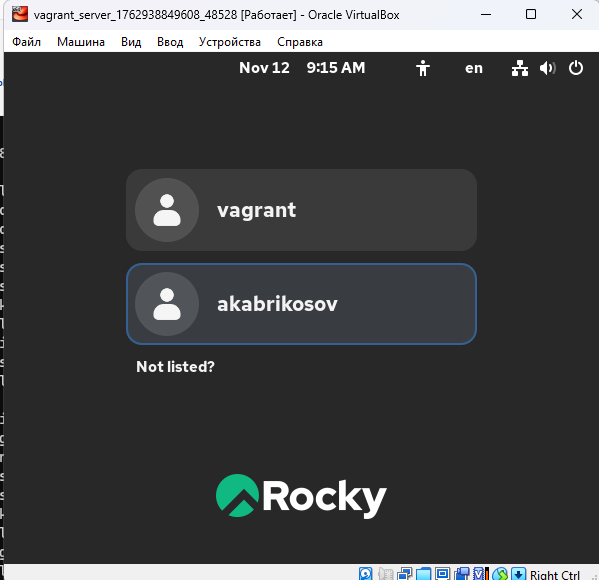 vagrant_server_1762938849608_48528 [Работает] - Oracle VirtualBox
Файл Машина Вид Ввод Устройства Справка
Nov 12 9:15 AM en
vagrant
akabrikosov
Not listed?
Rocky
Right Ctrl